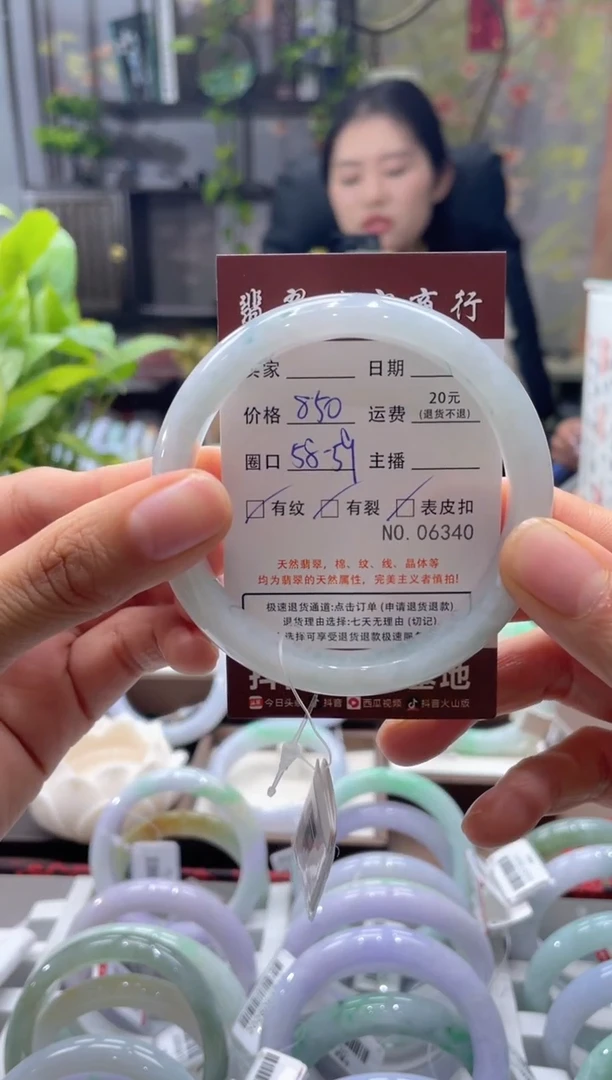 翡翠 商行
卖家 日期
价格 850 运费 20元
(退货不退)
圈口 58-59 主播
有纹 有裂 表皮扣
NO. 06340
天然翡翠，棉、纹、线、晶体等
均为翡翠的天然属性，完美主义者慎拍!
极速退货通道:点击订单 (申请退货退款)
退货理由选择:七天无理由 (切记)
选择可享受退货退款极速
基地
今日头 抖音 西瓜视频 抖音火山版